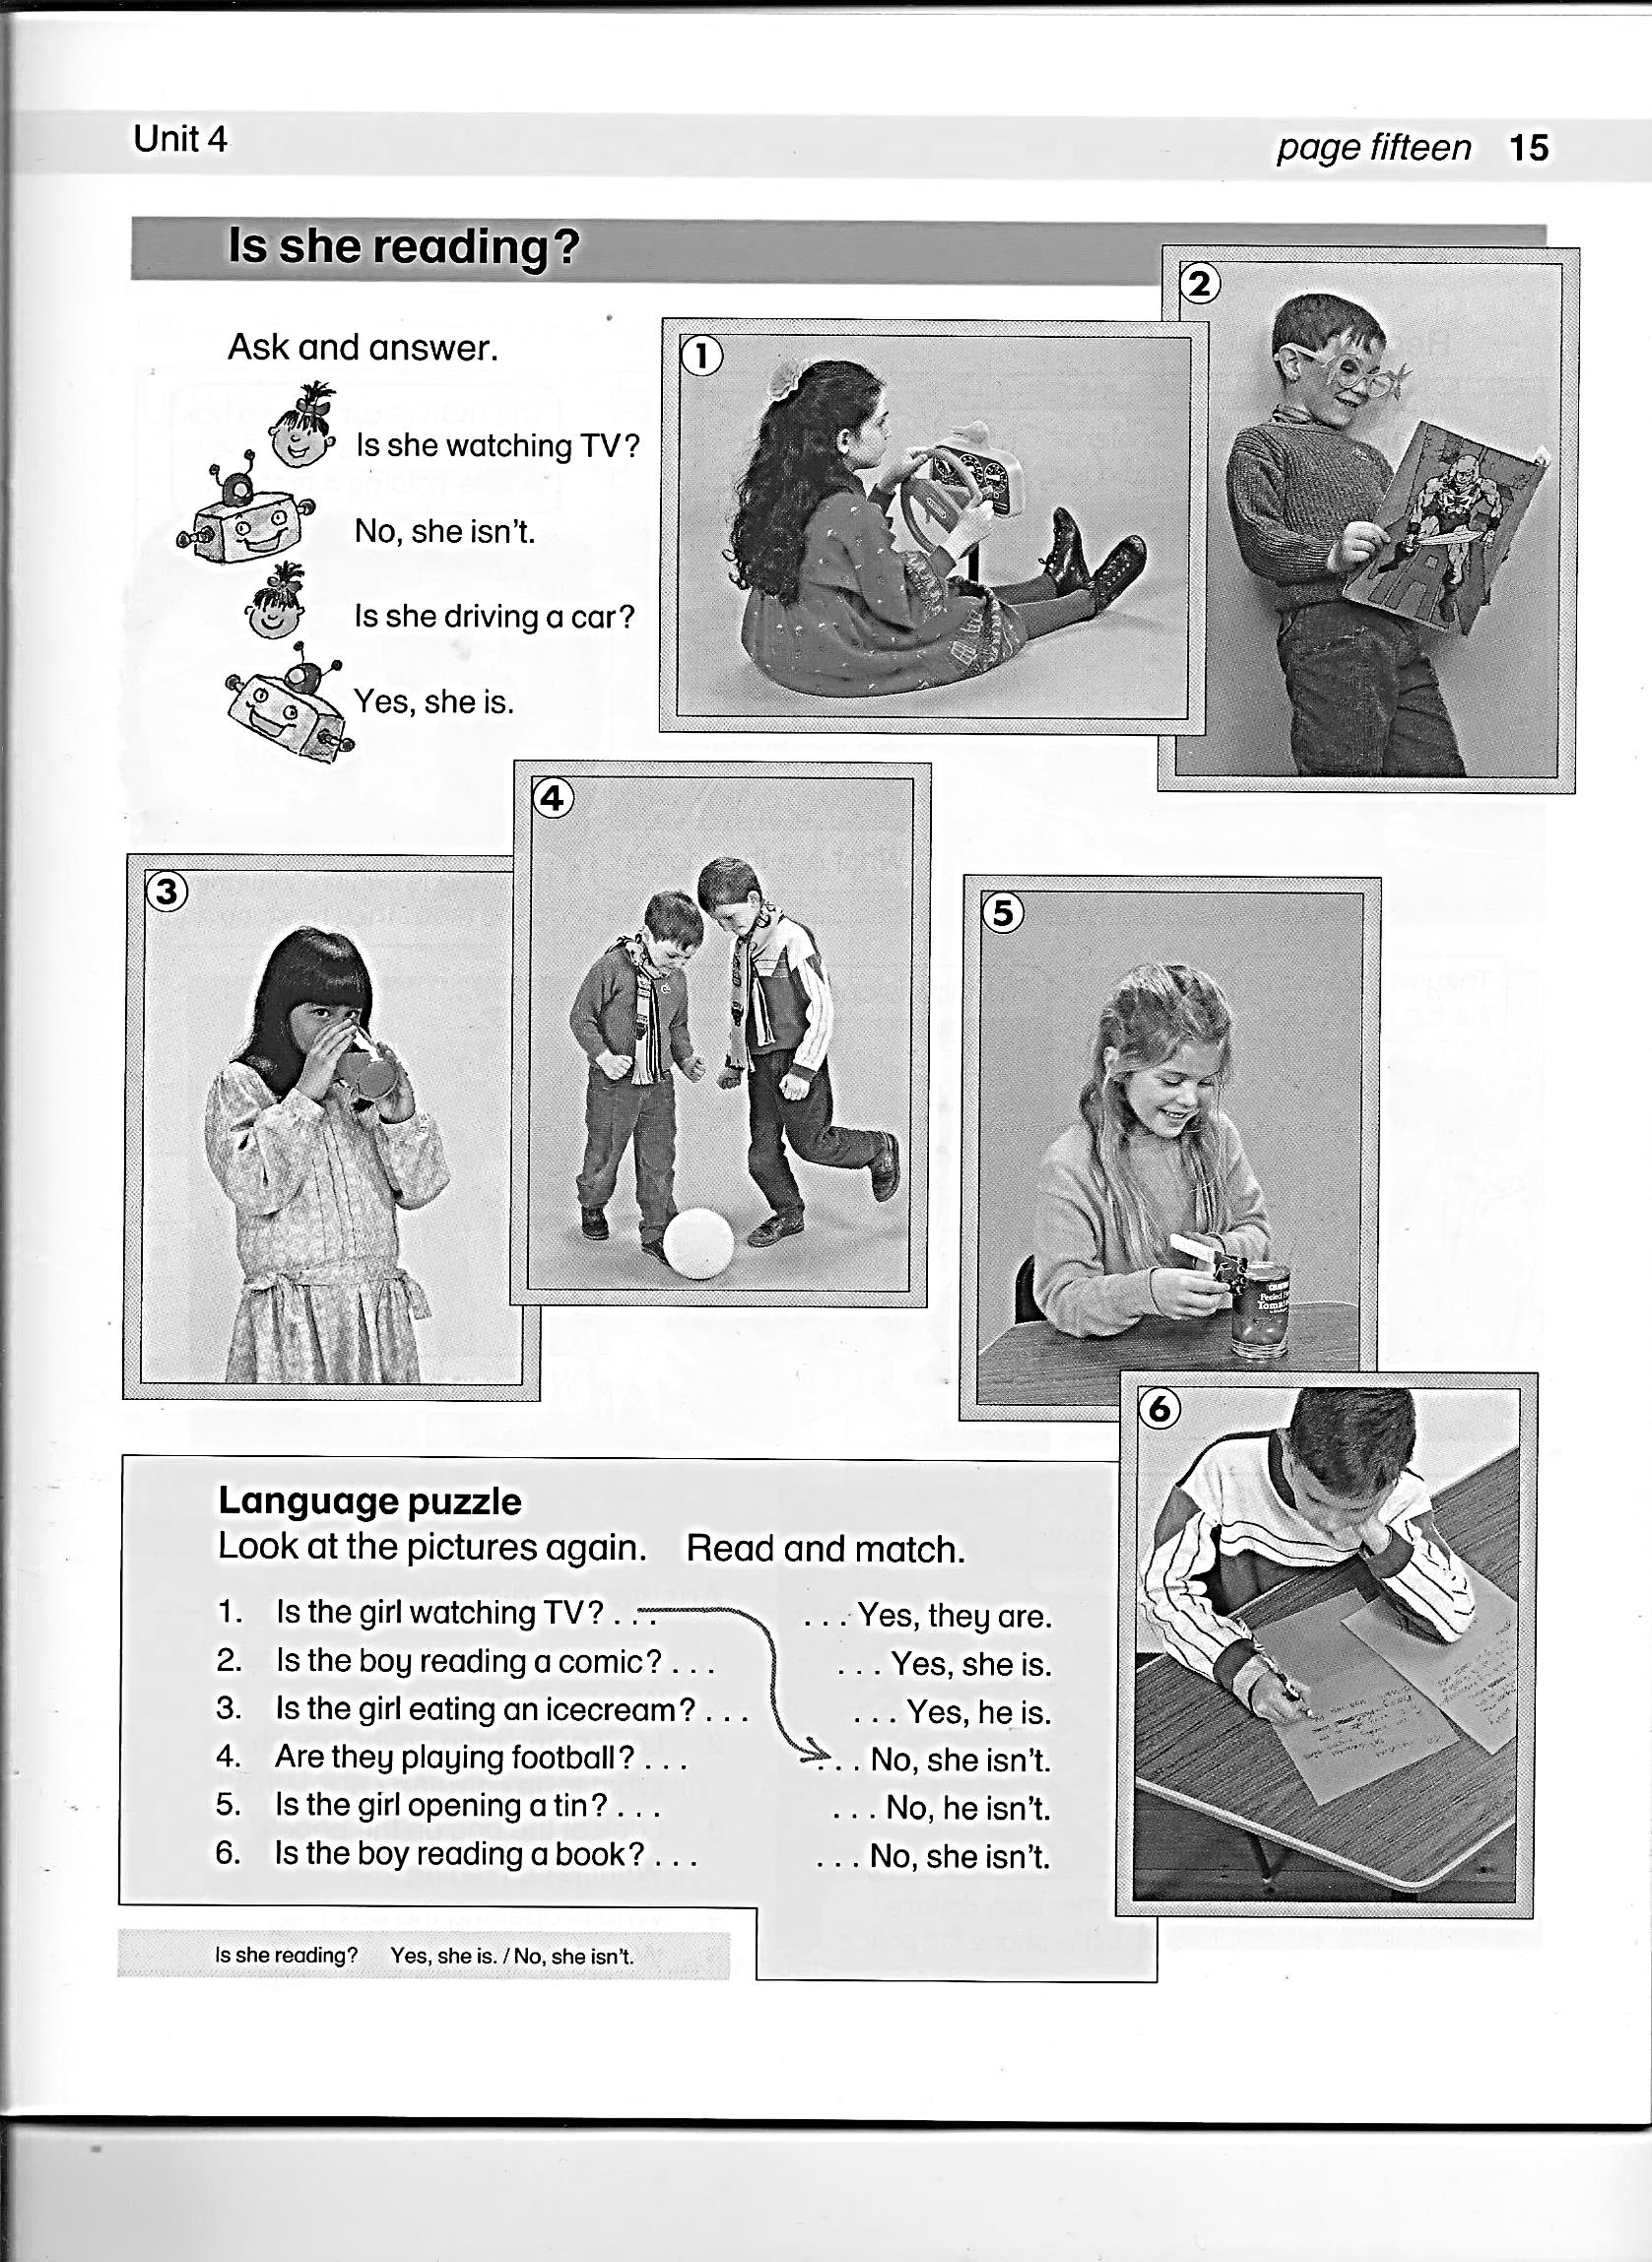 Unit 4
page fifteen 15
Is she reading?
Ask and answer.
Is she watching TV?
No, she isn't.
Is she driving a car?
Yes, she is.
1
2
3
4
5
Peeled
6
Language puzzle
Look at the pictures again. Read and match.
1. Is the girl watching TV? . . . . . . Yes, they are.
2. Is the boy reading a comic? . . . . . . Yes, she is.
3. Is the girl eating an icecream? . . . . . . Yes, he is.
4. Are they playing football? . . . . . . No, she isn't.
5. Is the girl opening a tin? . . . . . . No, he isn't.
6. Is the boy reading a book? . . . . . . No, she isn't.
Is she reading? Yes, she is. / No, she isn't.